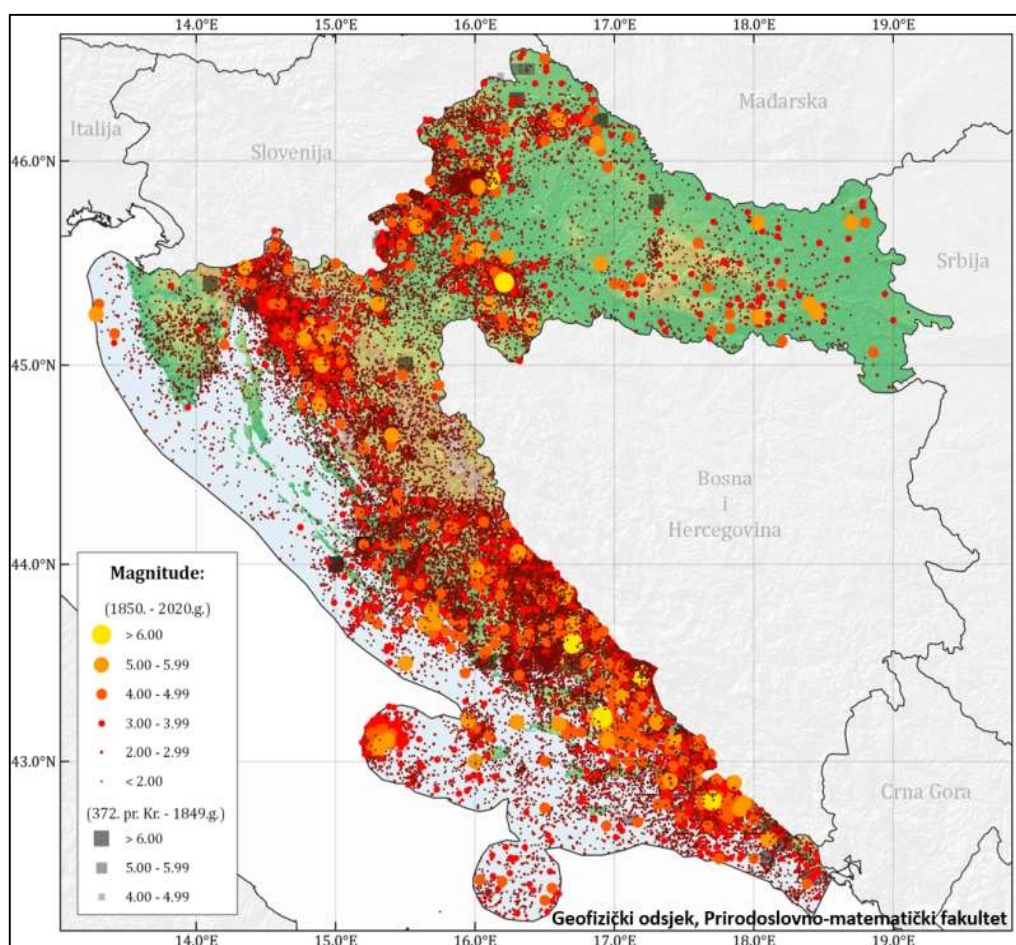 14.0°E 15.0°E 16.0°E 17.0°E 18.0°E 19.0°E
Italija
Slovenija
Mađarska
46.0°N
Srbija
45.0°N
Bosna
i
Hercegovina
44.0°N
Magnitude:
(1850. - 2020.g.)
> 6.00
5.00 - 5.99
4.00 - 4.99
3.00 - 3.99
2.00 - 2.99
< 2.00
43.0°N
Crna Gora
(372. pr. Kr. - 1849.g.)
> 6.00
5.00 - 5.99
4.00 - 4.99
Geofizički odsjek, Prirodoslovno-matematički fakultet
14.0°E 15.0°E 16.0°E 17.0°E 18.0°E 19.0°E